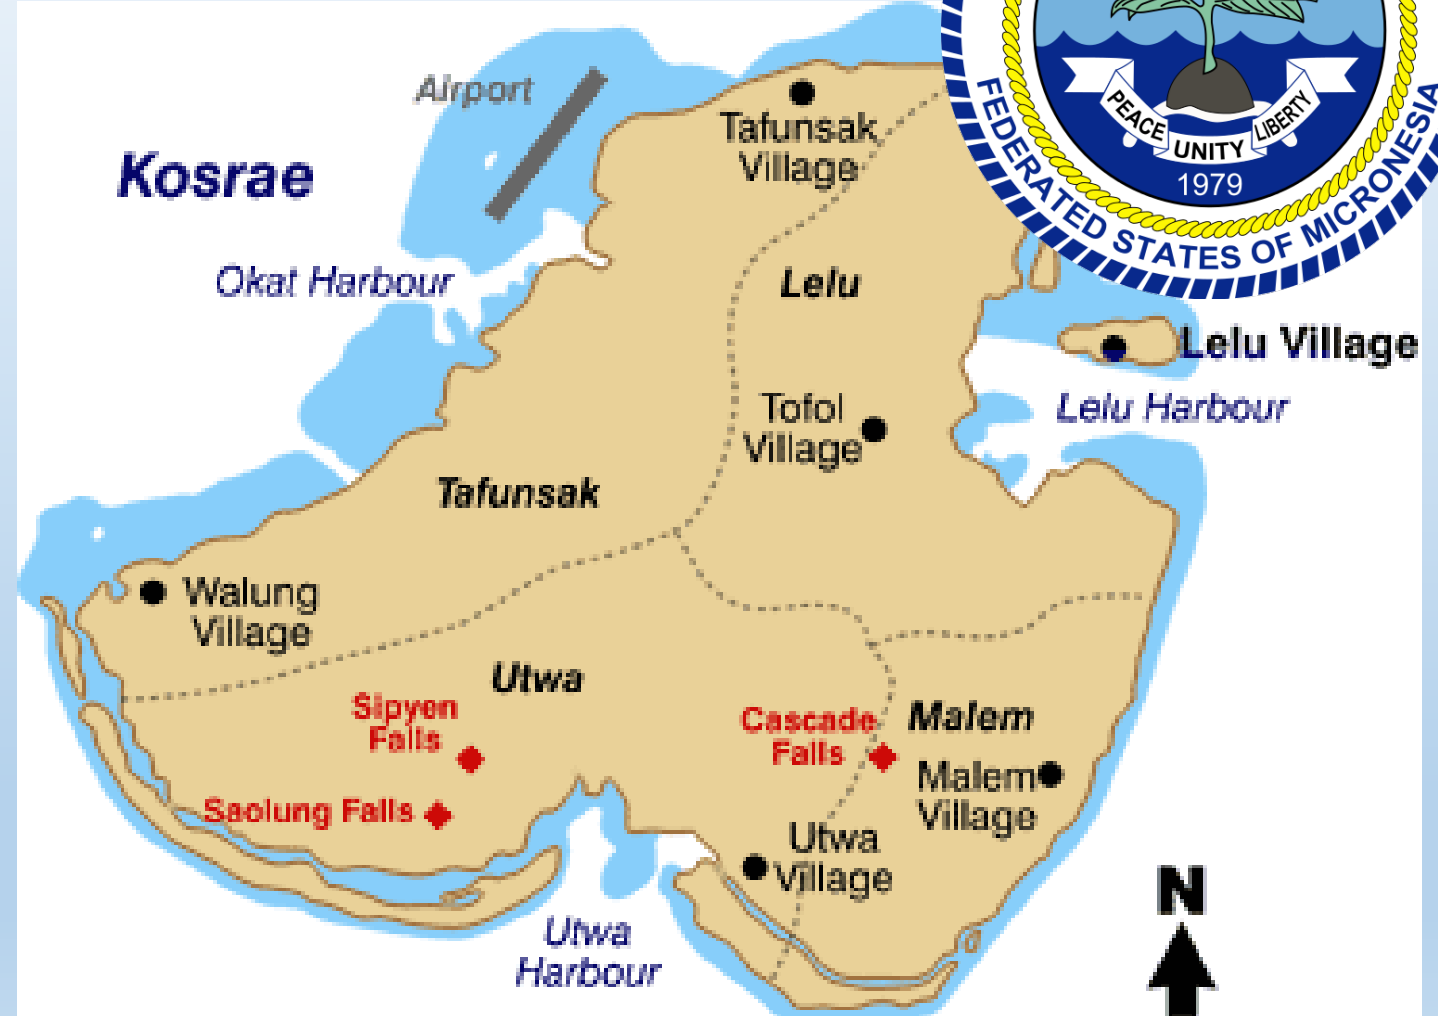 PEACE
UNITY
LIBERTY
1979
FEDERATED STATES OF MICRONESIA
Airport
Tafunsak
Village
Kosrae
Okat Harbour
Lelu
Lelu Village
Tofol
Village
Lelu Harbour
Tafunsak
Walung
Village
Utwa
Sipyen
Falls
Cascade
Falls
Malem
Malem
Village
Saolung Falls
Utwa
Village
Utwa
Harbour
N